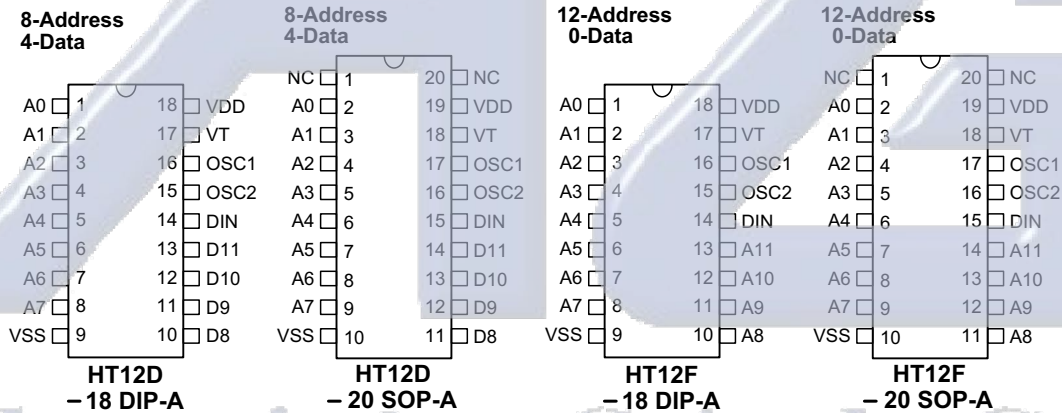 8-Address
4-Data
A0 1 18 VDD
A1 2 17 VT
A2 3 16 OSC1
A3 4 15 OSC2
A4 5 14 DIN
A5 6 13 D11
A6 7 12 D10
A7 8 11 D9
VSS 9 10 D8
HT12D
– 18 DIP-A
8-Address
4-Data
NC 1 20 NC
A0 2 19 VDD
A1 3 18 VT
A2 4 17 OSC1
A3 5 16 OSC2
A4 6 15 DIN
A5 7 14 D11
A6 8 13 D10
A7 9 12 D9
VSS 10 11 D8
HT12D
– 20 SOP-A
12-Address
0-Data
A0 1 18 VDD
A1 2 17 VT
A2 3 16 OSC1
A3 4 15 OSC2
A4 5 14 DIN
A5 6 13 A11
A6 7 12 A10
A7 8 11 A9
VSS 9 10 A8
HT12F
– 18 DIP-A
12-Address
0-Data
NC 1 20 NC
A0 2 19 VDD
A1 3 18 VT
A2 4 17 OSC1
A3 5 16 OSC2
A4 6 15 DIN
A5 7 14 A11
A6 8 13 A10
A7 9 12 A9
VSS 10 11 A8
HT12F
– 20 SOP-A